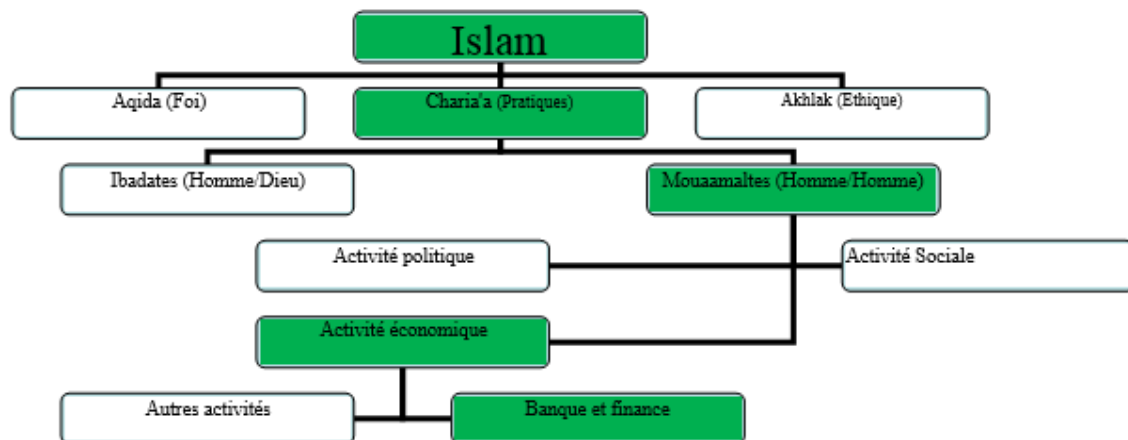 Islam
Aqida (Foi)
Charia'a (Pratiques)
Akhlak (Ethique)
Ibadates (Homme/Dieu)
Mouaamaltes (Homme/Homme)
Activité politique
Activité Sociale
Activité économique
Autres activités
Banque et finance